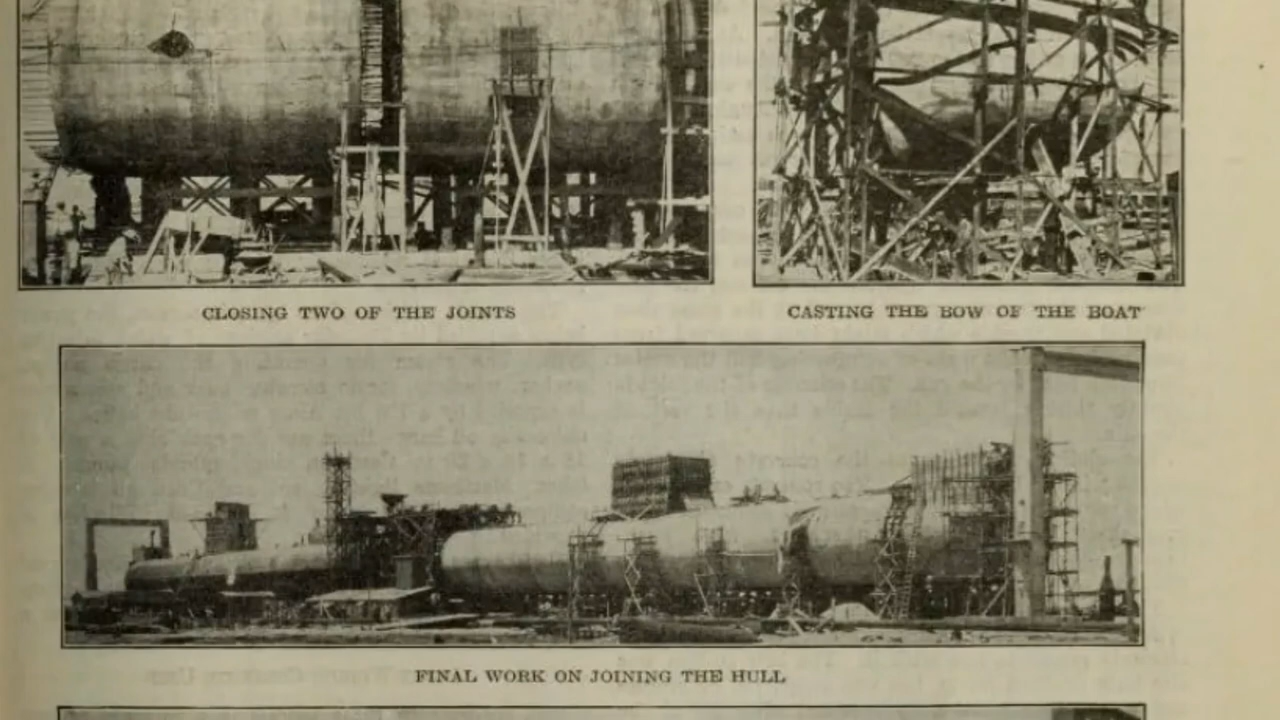 CLOSING TWO OF THE JOINTS
CASTING THE BOW OF THE BOAT
FINAL WORK ON JOINING THE HULL